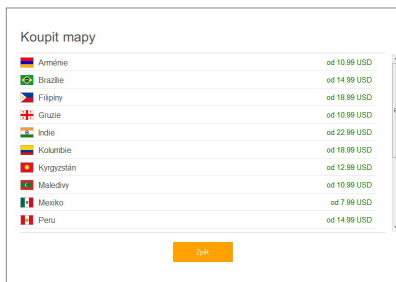 Koupit mapy
Arménie od 10.99 USD
Brazílie od 14.99 USD
Filipíny od 18.99 USD
Gruzie od 10.99 USD
Indie od 22.99 USD
Kolumbie od 18.99 USD
Kyrgyzstán od 12.99 USD
Maledivy od 10.99 USD
Mexiko od 7.99 USD
Peru od 14.99 USD
Zpět